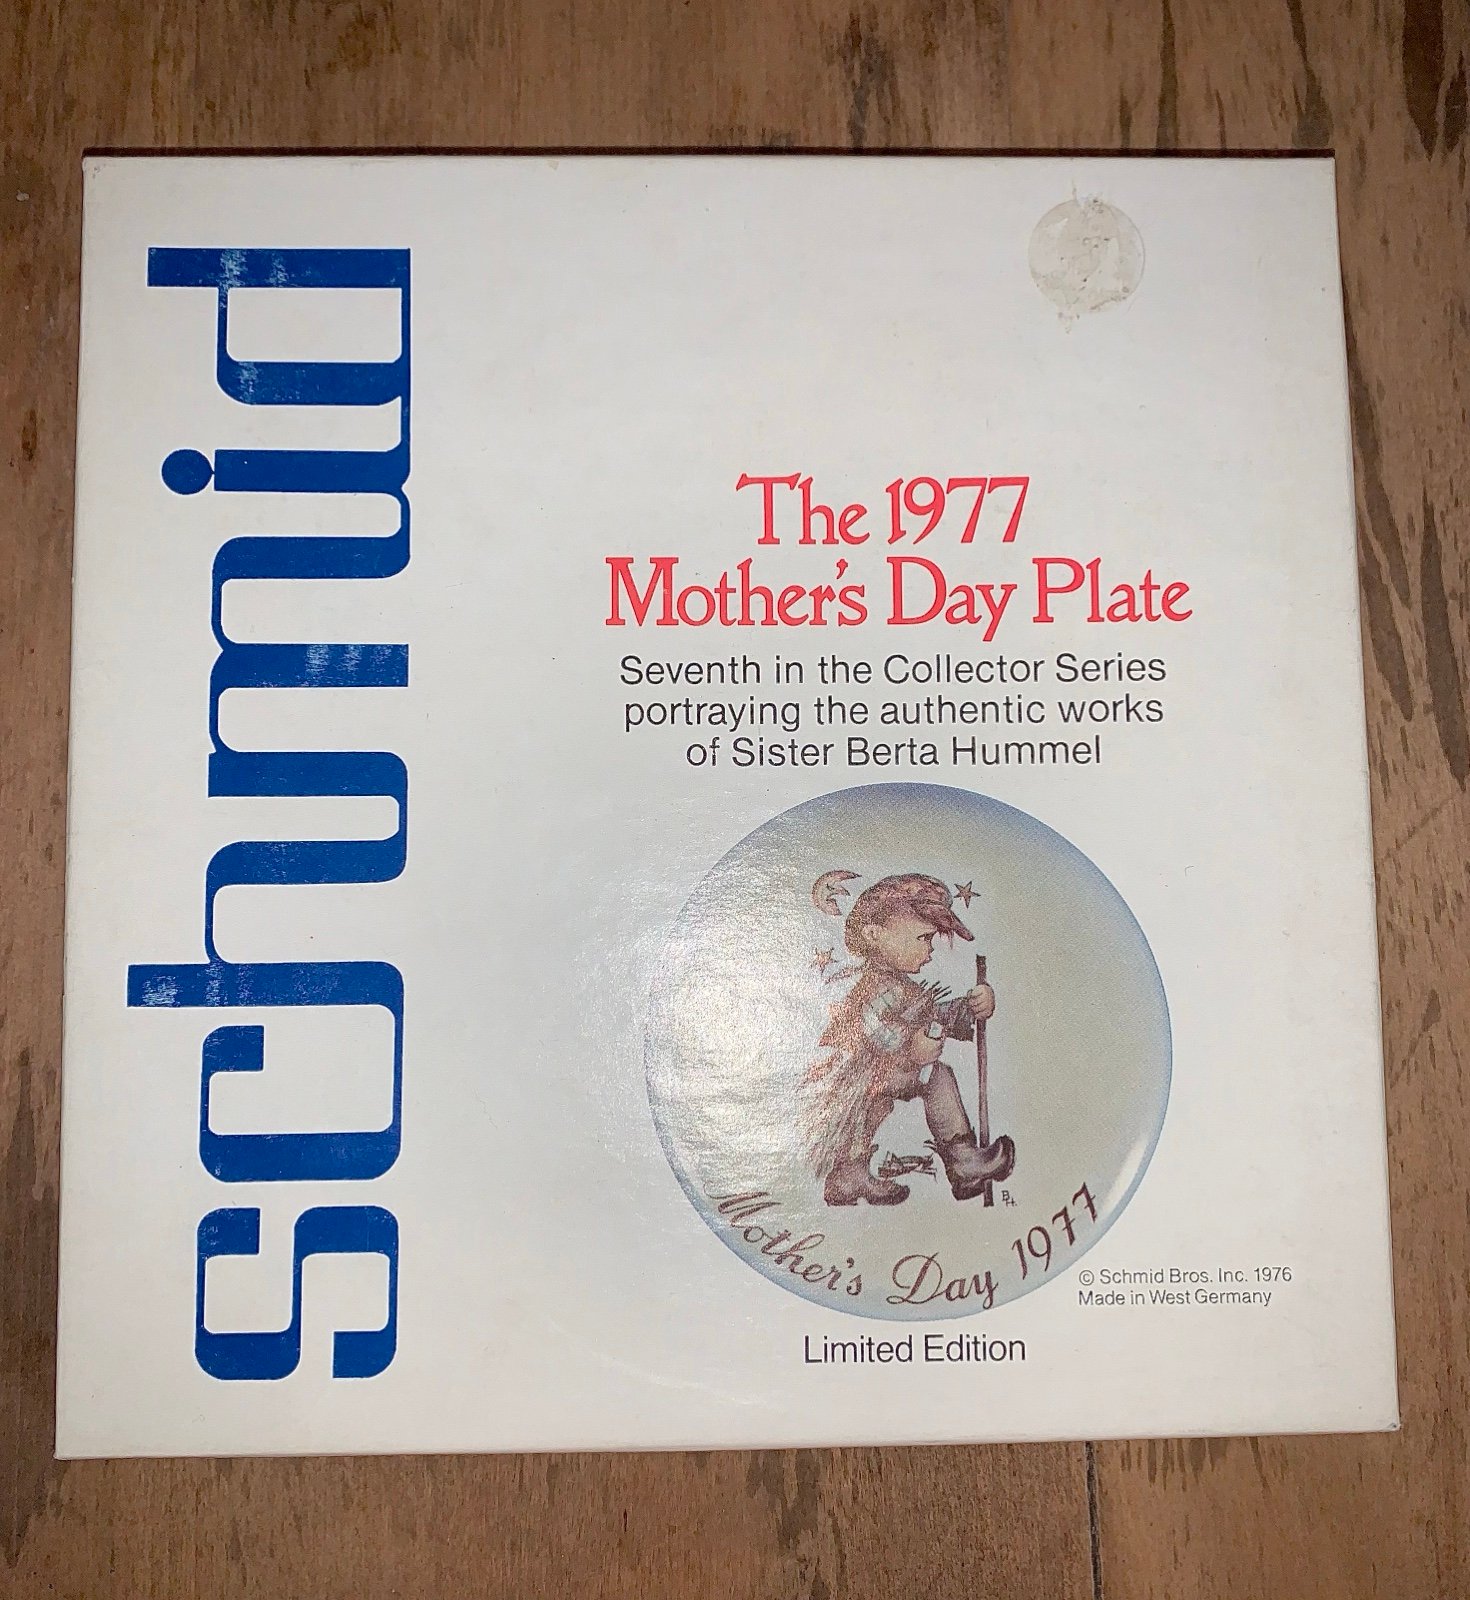 schmid
The 1977
Mother's Day Plate
Seventh in the Collector Series
portraying the authentic works
of Sister Berta Hummel
BH.
Mother's Day 1977
© Schmid Bros. Inc. 1976
Made in West Germany
Limited Edition